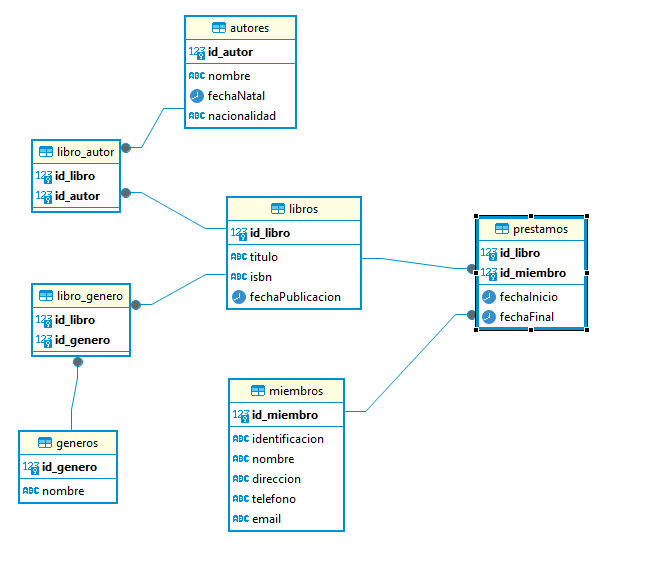 autores
123 id_autor
ABC nombre
fechaNatal
ABC nacionalidad
libro_autor
123 id_libro
123 id_autor
libros
123 id_libro
ABC titulo
ABC isbn
fechaPublicacion
prestamos
123 id_libro
123 id_miembro
fechaInicio
fechaFinal
libro_genero
123 id_libro
123 id_genero
miembros
123 id_miembro
ABC identificacion
ABC nombre
ABC direccion
ABC telefono
ABC email
generos
123 id_genero
ABC nombre